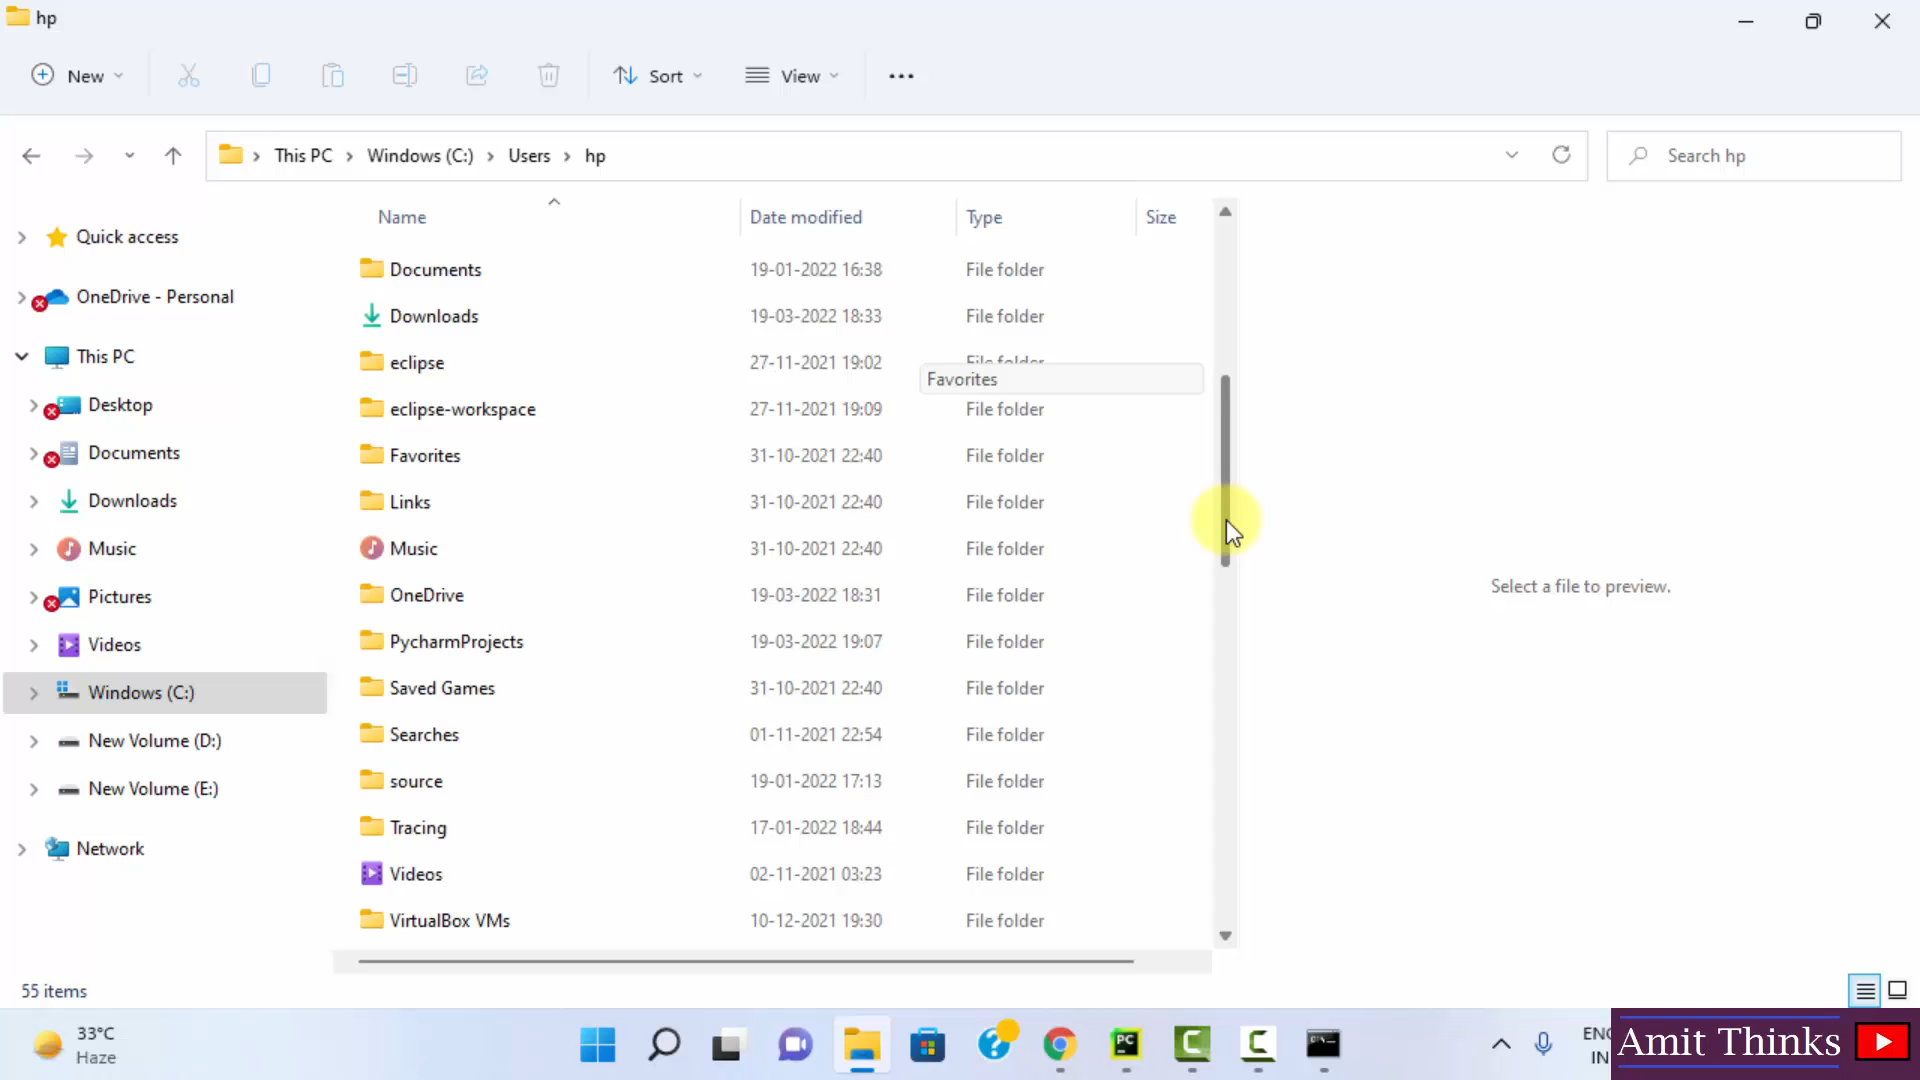 hp
New
Sort
View
This PC
Windows (C:)
Users
hp
Search hp
Name
Date modified
Type
Size
Quick access
OneDrive - Personal
This PC
Desktop
Documents
Downloads
Music
Pictures
Videos
Windows (C:)
New Volume (D:)
New Volume (E:)
Network
Documents 19-01-2022 16:38 File folder
Downloads 19-03-2022 18:33 File folder
eclipse 27-11-2021 19:02 File folder
Favorites
eclipse-workspace 27-11-2021 19:09 File folder
Favorites 31-10-2021 22:40 File folder
Links 31-10-2021 22:40 File folder
Music 31-10-2021 22:40 File folder
OneDrive 19-03-2022 18:31 File folder
PycharmProjects 19-03-2022 19:07 File folder
Saved Games 31-10-2021 22:40 File folder
Searches 01-11-2021 22:54 File folder
source 19-01-2022 17:13 File folder
Tracing 17-01-2022 18:44 File folder
Videos 02-11-2021 03:23 File folder
VirtualBox VMs 10-12-2021 19:30 File folder
Select a file to preview.
55 items
33°C
Haze
PC
ENG
IN
Amit Thinks